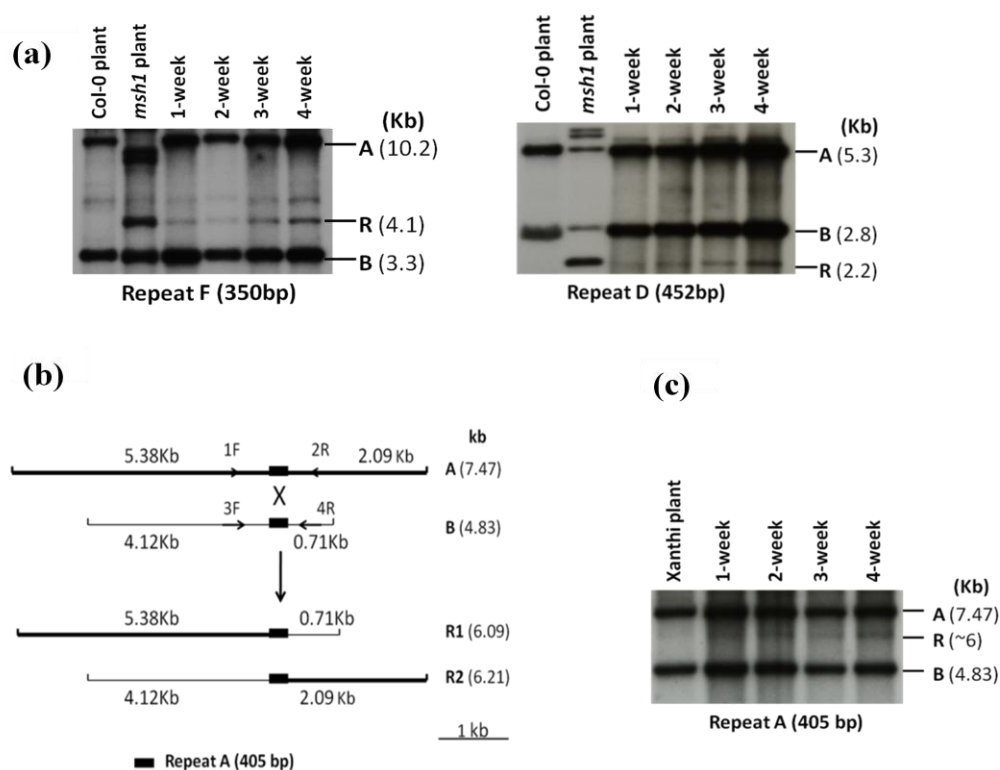 (a)
Col-0 plant
msh1 plant
1-week
2-week
3-week
4-week
(Kb)
A (10.2)
R (4.1)
B (3.3)
Repeat F (350bp)
Col-0 plant
msh1 plant
1-week
2-week
3-week
4-week
(Kb)
A (5.3)
B (2.8)
R (2.2)
Repeat D (452bp)
(b)
kb
5.38Kb 1F 2R 2.09 Kb
A (7.47)
X
3F 4R
B (4.83)
4.12Kb 0.71Kb
5.38Kb 0.71Kb
R1 (6.09)
R2 (6.21)
4.12Kb 2.09 Kb
1 kb
Repeat A (405 bp)
(c)
Xanthi plant
1-week
2-week
3-week
4-week
(Kb)
A (7.47)
R (~6)
B (4.83)
Repeat A (405 bp)